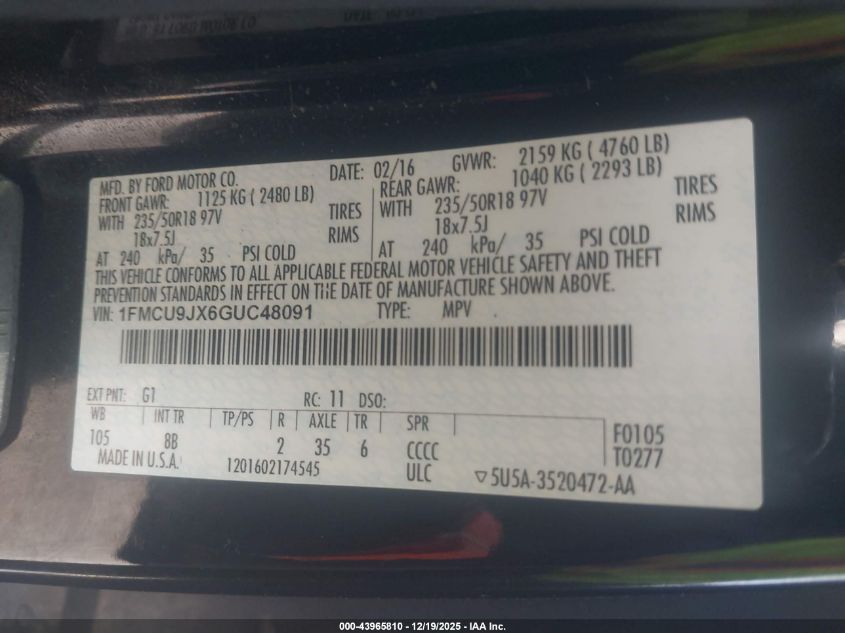 MFD. BY FORD MOTOR CO. DATE: 02/16 GVWR: 2159 KG ( 4760 LB)
FRONT GAWR: 1125 KG ( 2480 LB) REAR GAWR: 1040 KG ( 2293 LB)
WITH 235/50R18 97V TIRES WITH 235/50R18 97V TIRES
18x7.5J RIMS 18x7.5J RIMS
AT 240 kPa/ 35 PSI COLD AT 240 kPa/ 35 PSI COLD
THIS VEHICLE CONFORMS TO ALL APPLICABLE FEDERAL MOTOR VEHICLE SAFETY AND THEFT
PREVENTION STANDARDS IN EFFECT ON THE DATE OF MANUFACTURE SHOWN ABOVE.
VIN: 1FMCU9JX6GUC48091 TYPE: MPV
EXT PNT: G1 RC: 11 DSO:
WB INT TR TP/PS R AXLE TR SPR
105 8B 2 35 6 CCCC F0105
MADE IN U.S.A. 1201602174545 ULC T0277
▽5U5A-3520472-AA
000-43965810 - 12/19/2025 - IAA Inc.